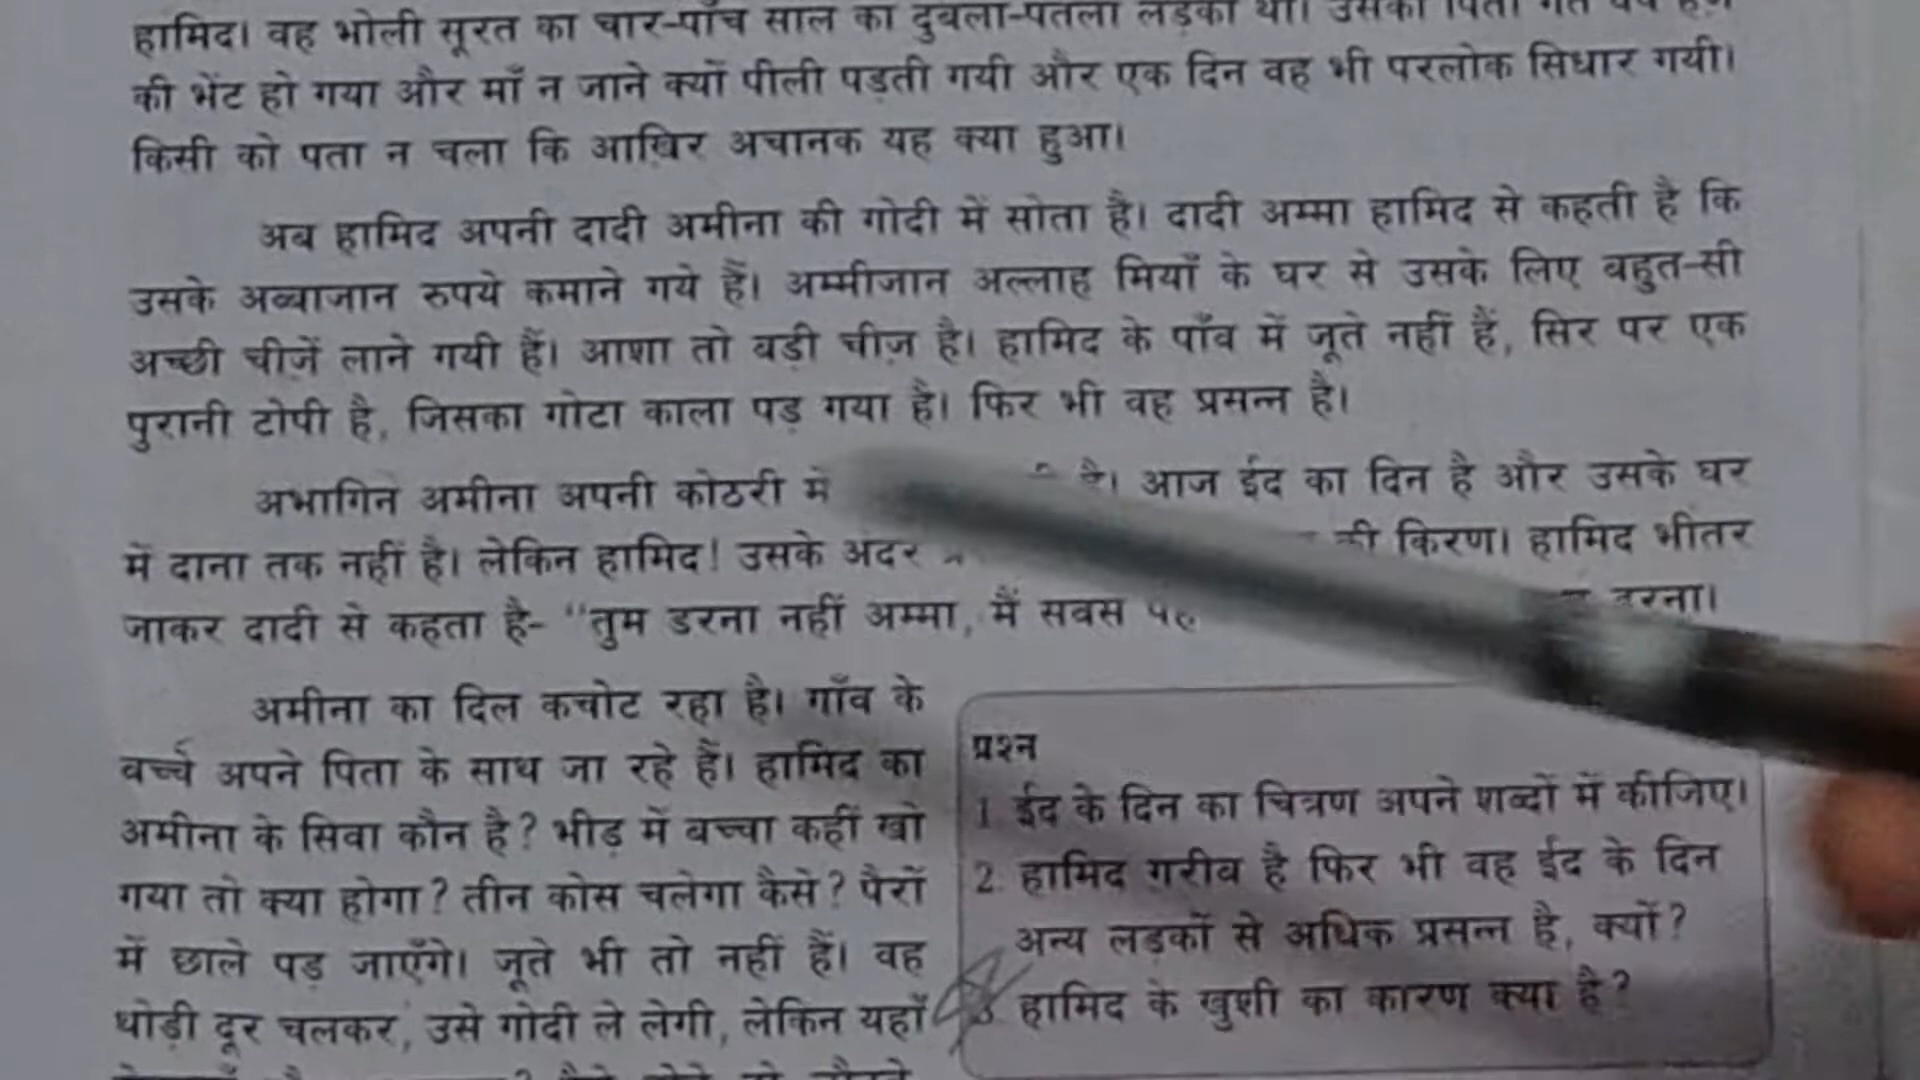 हामिद। वह भोली सूरत का चार-पाँच साल का दुबला-पतला लड़का था। उसका पिता गत वर्ष
की भेंट हो गया और माँ न जाने क्यों पीली पड़ती गयी और एक दिन वह भी परलोक सिधार गयी।
किसी को पता न चला कि आखिर अचानक यह क्या हुआ।
अब हामिद अपनी दादी अमीना की गोदी में सोता है। दादी अम्मा हामिद से कहती है कि
उसके अब्बाजान रुपये कमाने गये हैं। अम्मीजान अल्लाह मियाँ के घर से उसके लिए बहुत-सी
अच्छी चीज़ें लाने गयी हैं। आशा तो बड़ी चीज़ है। हामिद के पाँव में जूते नहीं हैं, सिर पर एक
पुरानी टोपी है, जिसका गोटा काला पड़ गया है। फिर भी वह प्रसन्न है।
अभागिन अमीना अपनी कोठरी में है। आज ईद का दिन है और उसके घर
में दाना तक नहीं है। लेकिन हामिद! उसके अंदर की किरण। हामिद भीतर
जाकर दादी से कहता है- “तुम डरना नहीं अम्मा, मैं सबसे डरना।
अमीना का दिल कचोट रहा है। गाँव के
बच्चे अपने पिता के साथ जा रहे हैं। हामिद का
अमीना के सिवा कौन है? भीड़ में बच्चा कहीं खो
गया तो क्या होगा? तीन कोस चलेगा कैसे? पैरों
में छाले पड़ जाएँगे। जूते भी तो नहीं हैं। वह
थोड़ी दूर चलकर, उसे गोदी ले लेगी, लेकिन यहाँ
प्रश्न
1 ईद के दिन का चित्रण अपने शब्दों में कीजिए।
2. हामिद ग़रीब है फिर भी वह ईद के दिन
अन्य लड़कों से अधिक प्रसन्न है, क्यों?
3 हामिद के खुशी का कारण क्या है?